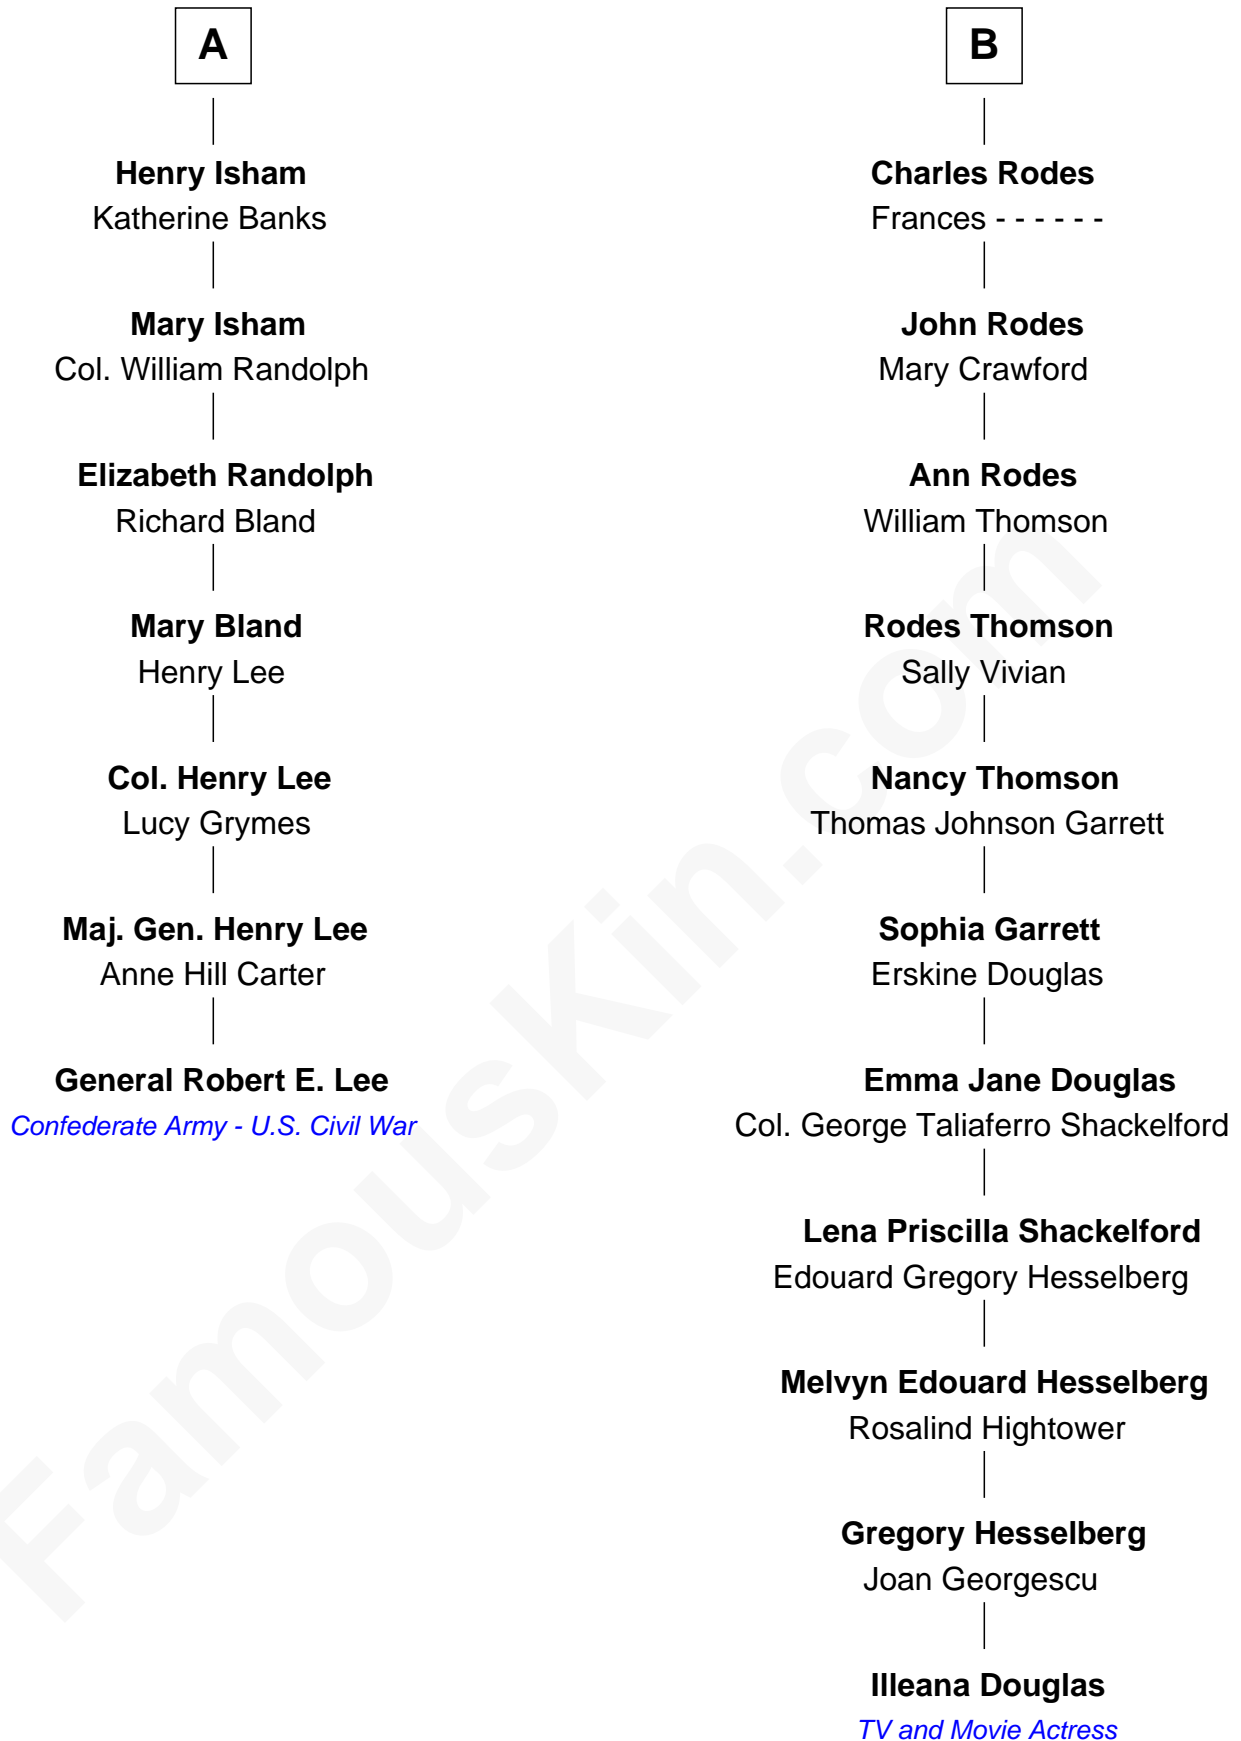 A
Henry Isham
Katherine Banks
Mary Isham
Col. William Randolph
Elizabeth Randolph
Richard Bland
Mary Bland
Henry Lee
Col. Henry Lee
Lucy Grymes
Maj. Gen. Henry Lee
Anne Hill Carter
General Robert E. Lee
Confederate Army - U.S. Civil War
B
Charles Rodes
Frances - - - - - -
John Rodes
Mary Crawford
Ann Rodes
William Thomson
Rodes Thomson
Sally Vivian
Nancy Thomson
Thomas Johnson Garrett
Sophia Garrett
Erskine Douglas
Emma Jane Douglas
Col. George Taliaferro Shackelford
Lena Priscilla Shackelford
Edouard Gregory Hesselberg
Melvyn Edouard Hesselberg
Rosalind Hightower
Gregory Hesselberg
Joan Georgescu
Illeana Douglas
TV and Movie Actress
FamousKin.com